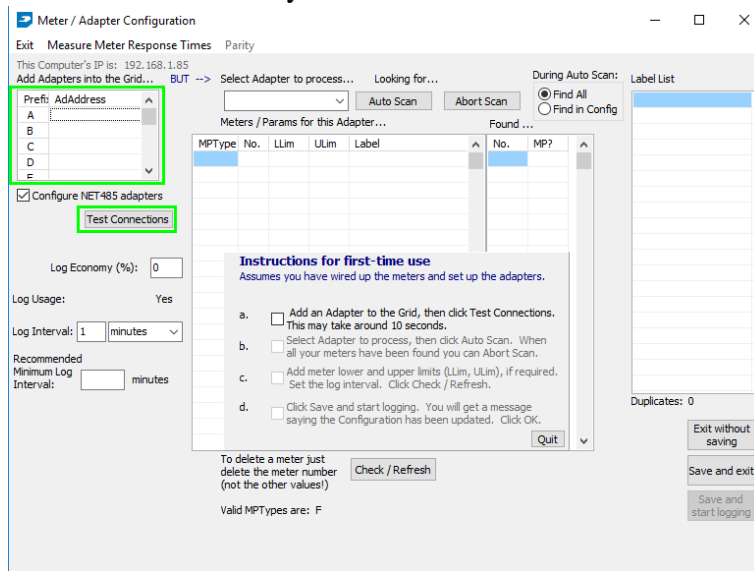 Meter / Adapter Configuration
Exit Measure Meter Response Times Parity
This Computer's IP is: 192.168.1.85
Add Adapters into the Grid... BUT --> Select Adapter to process... Looking for... During Auto Scan: Label List
Auto Scan Abort Scan Find All
Find in Config
Prefix AdAddress
A
B
C
D
Meters / Params for this Adapter... Found ...
MPType No. LLim ULim Label No. MP?
Configure NET485 adapters
Test Connections
Log Economy (%): 0
Log Usage: Yes
Log Interval: 1 minutes
Recommended
Minimum Log
Interval: minutes
Instructions for first-time use
Assumes you have wired up the meters and set up the adapters.
a. Add an Adapter to the Grid, then click Test Connections.
This may take around 10 seconds.
b. Select Adapter to process, then click Auto Scan. When
all your meters have been found you can Abort Scan.
c. Add meter lower and upper limits (LLim, ULim), if required.
Set the log interval. Click Check / Refresh.
d. Click Save and start logging. You will get a message
saying the Configuration has been updated. Click OK.
Quit
To delete a meter just
delete the meter number
(not the other values!)
Check / Refresh
Valid MPTypes are: F
Duplicates: 0
Exit without
saving
Save and exit
Save and
start logging